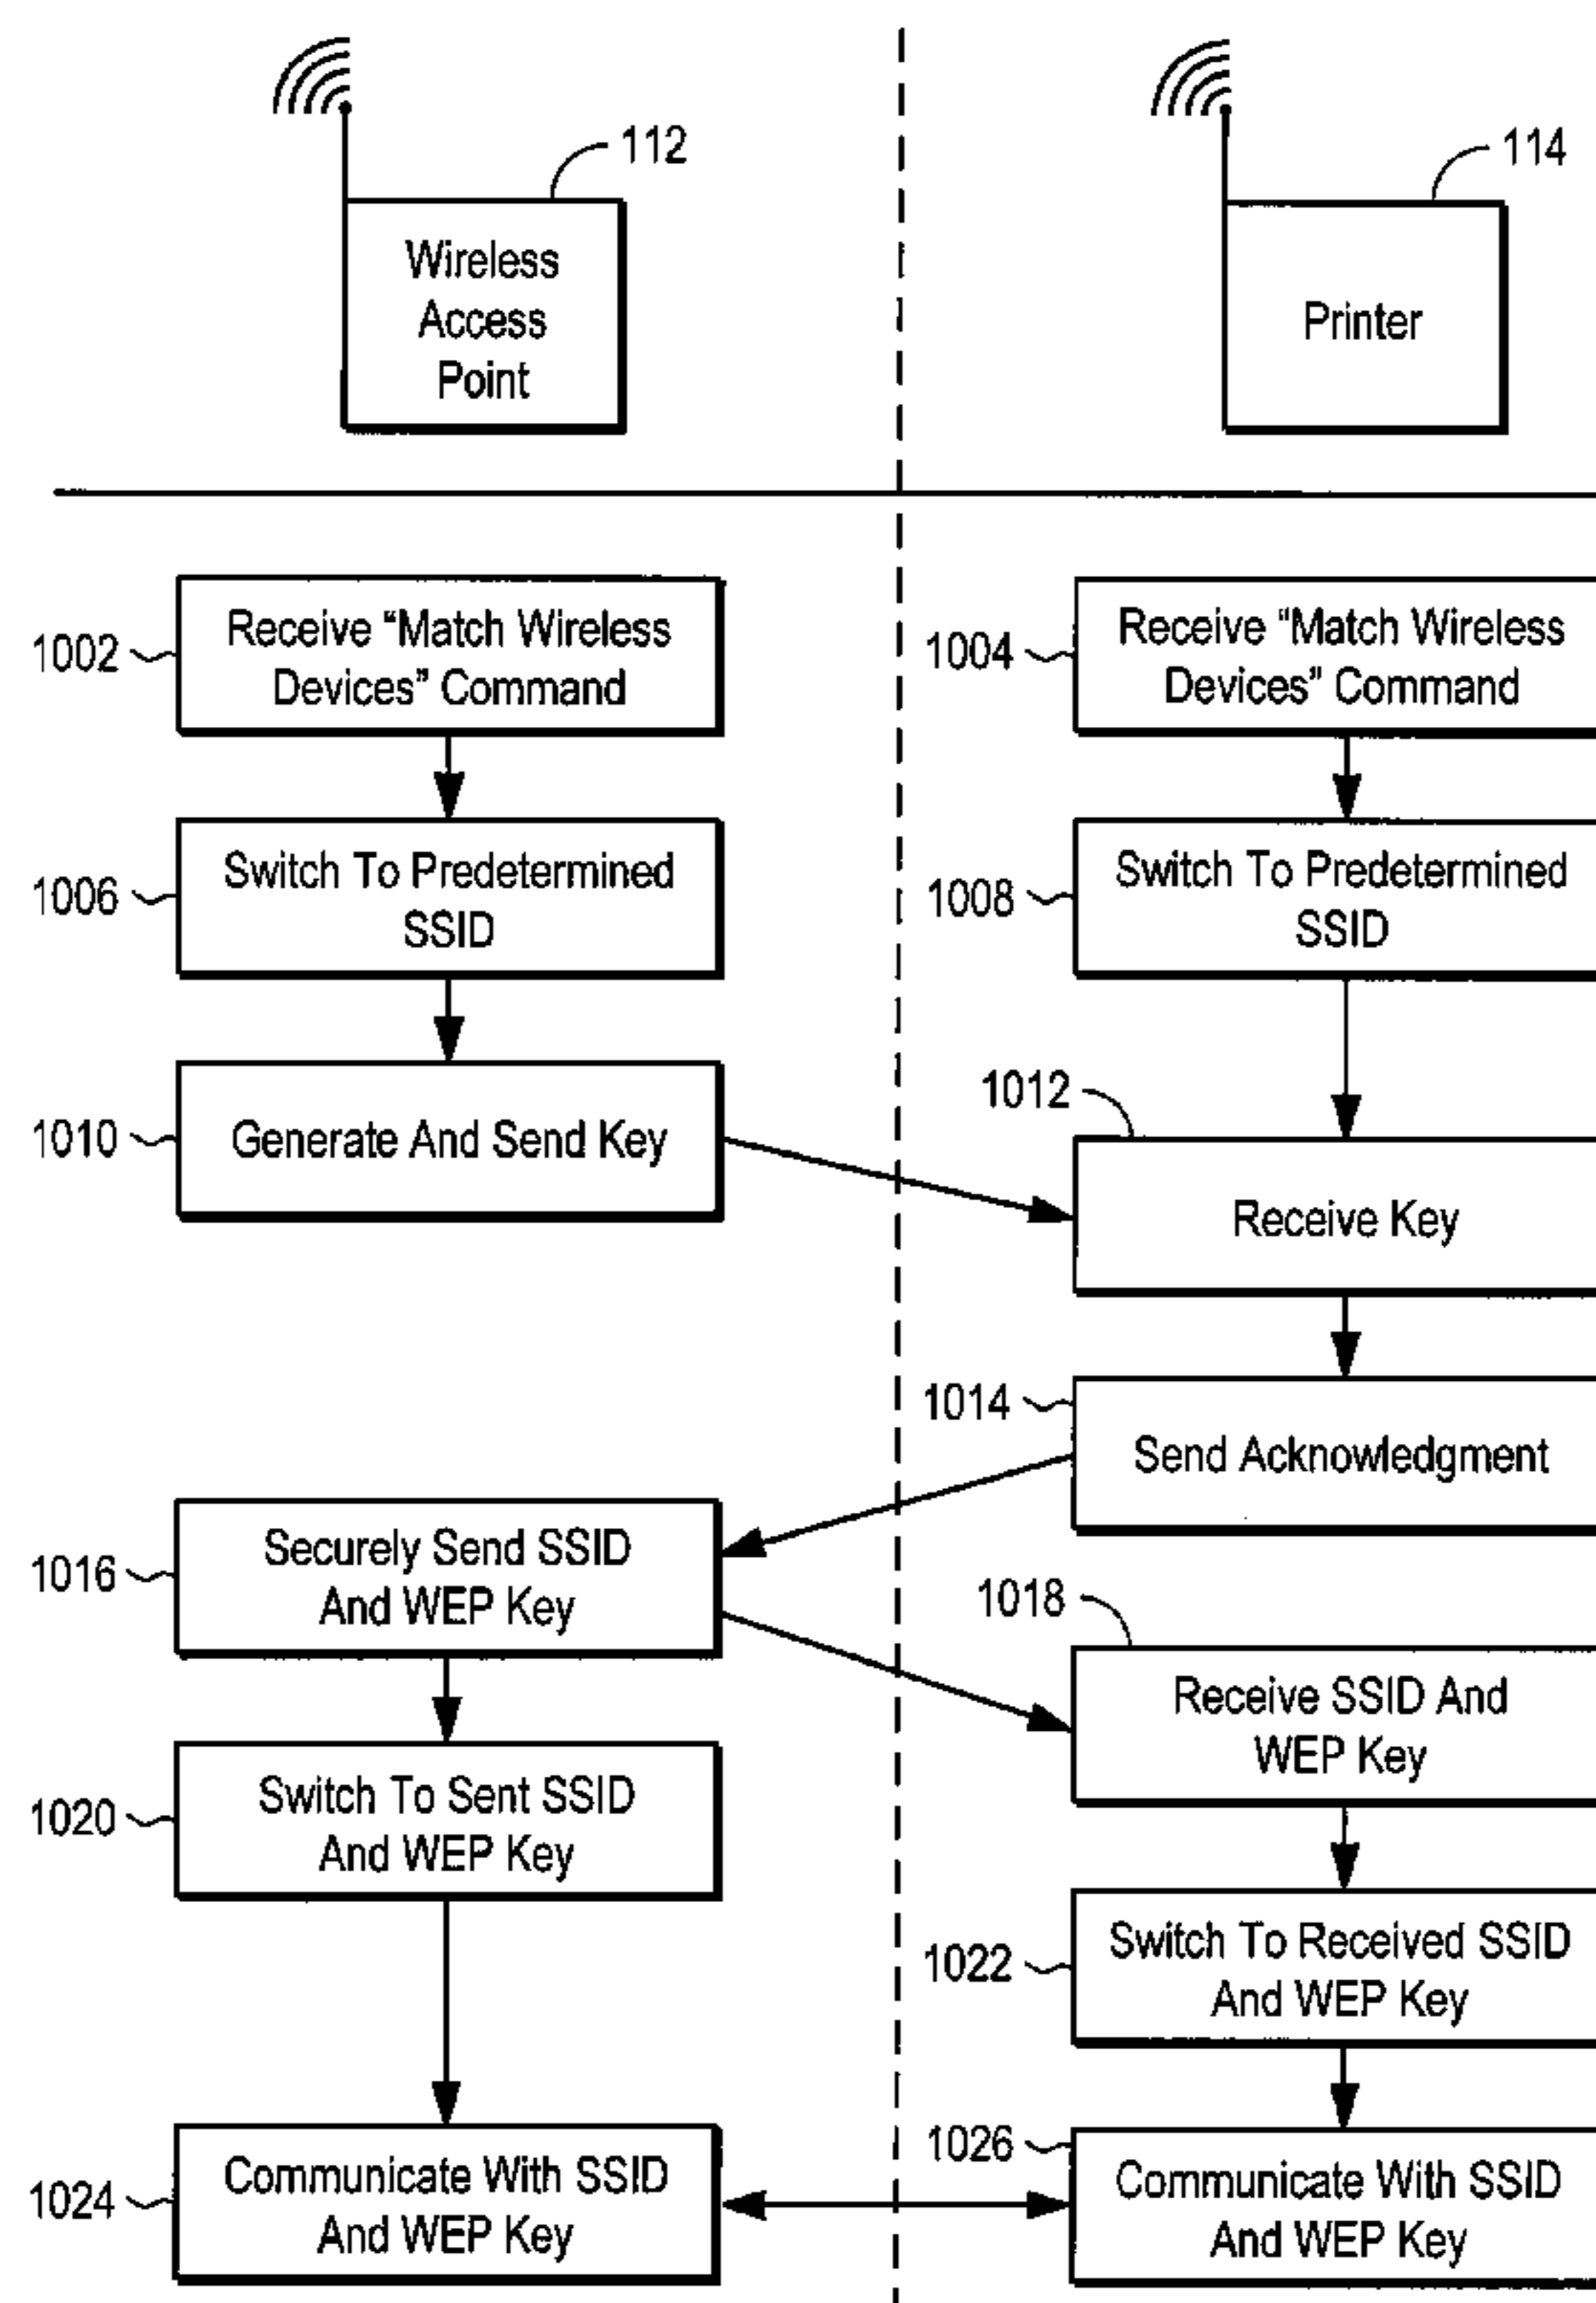 112
Wireless
Access
Point
114
Printer
1002
Receive “Match Wireless
Devices” Command
1004
Receive “Match Wireless
Devices” Command
1006
Switch To Predetermined
SSID
1008
Switch To Predetermined
SSID
1010
Generate And Send Key
1012
Receive Key
1014
Send Acknowledgment
1016
Securely Send SSID
And WEP Key
1018
Receive SSID And
WEP Key
1020
Switch To Sent SSID
And WEP Key
1022
Switch To Received SSID
And WEP Key
1024
Communicate With SSID
And WEP Key
1026
Communicate With SSID
And WEP Key